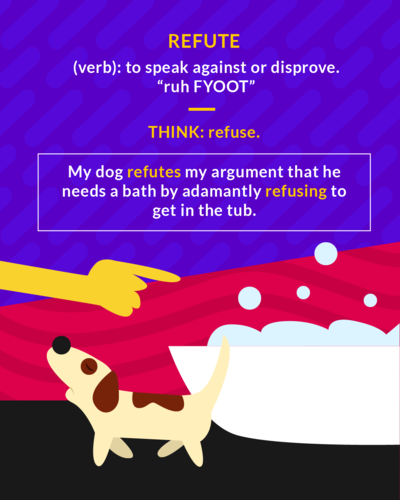 REFUTE
(verb): to speak against or disprove.
“ruh FYOOT”
THINK: refuse.
My dog refutes my argument that he
needs a bath by adamantly refusing to
get in the tub.